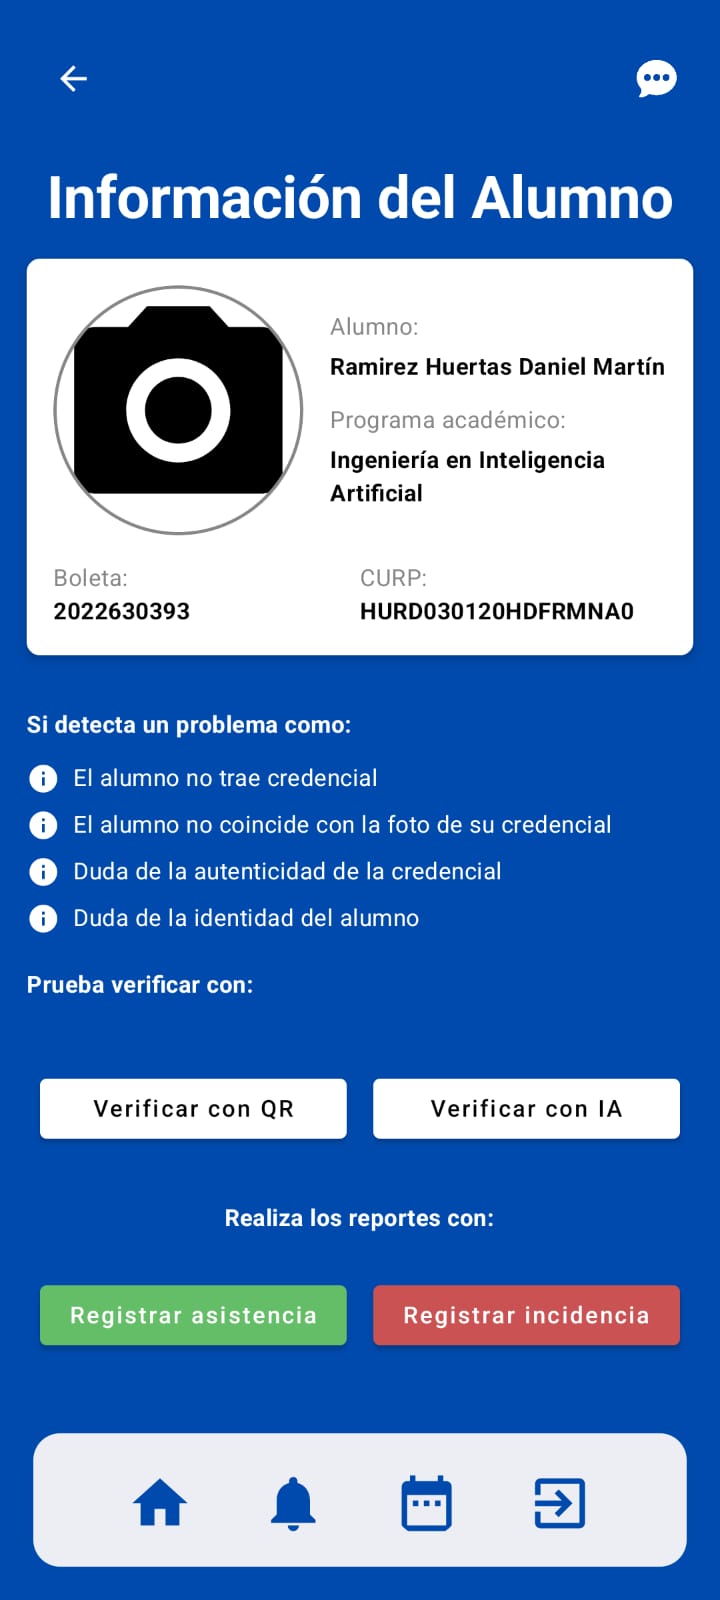 Información del Alumno
Alumno:
Ramirez Huertas Daniel Martín
Programa académico:
Ingeniería en Inteligencia
Artificial
Boleta:
2022630393
CURP:
HURD030120HDFRMNA0
Si detecta un problema como:
El alumno no trae credencial
El alumno no coincide con la foto de su credencial
Duda de la autenticidad de la credencial
Duda de la identidad del alumno
Prueba verificar con:
Verificar con QR
Verificar con IA
Realiza los reportes con:
Registrar asistencia
Registrar incidencia